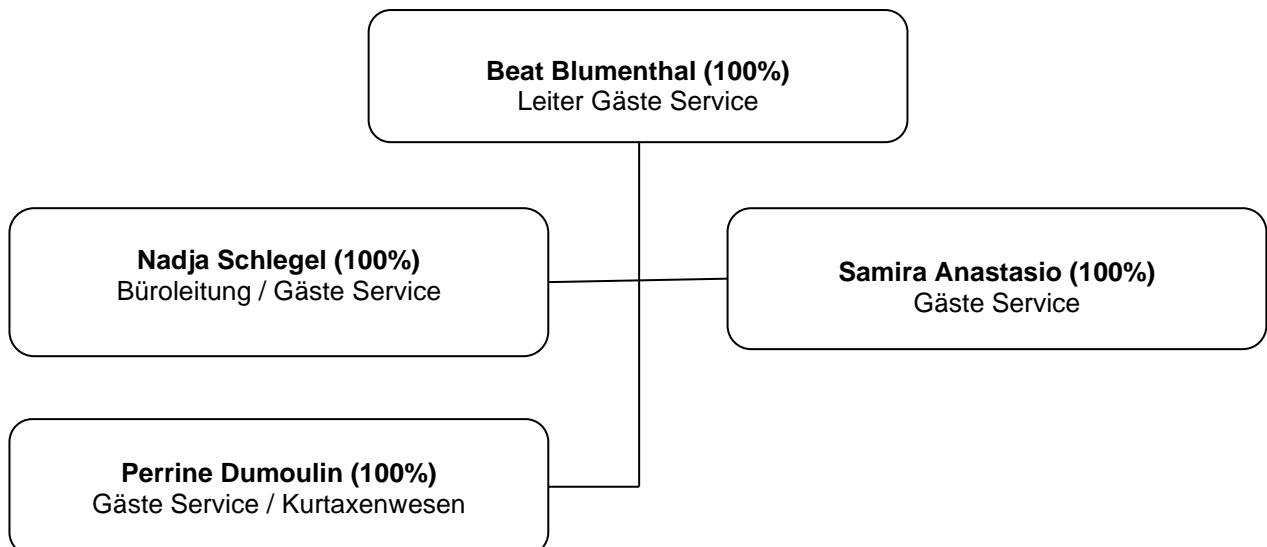 Beat Blumenthal (100%)
Leiter Gäste Service
Nadja Schlegel (100%)
Büroleitung / Gäste Service
Samira Anastasio (100%)
Gäste Service
Perrine Dumoulin (100%)
Gäste Service / Kurtaxenwesen